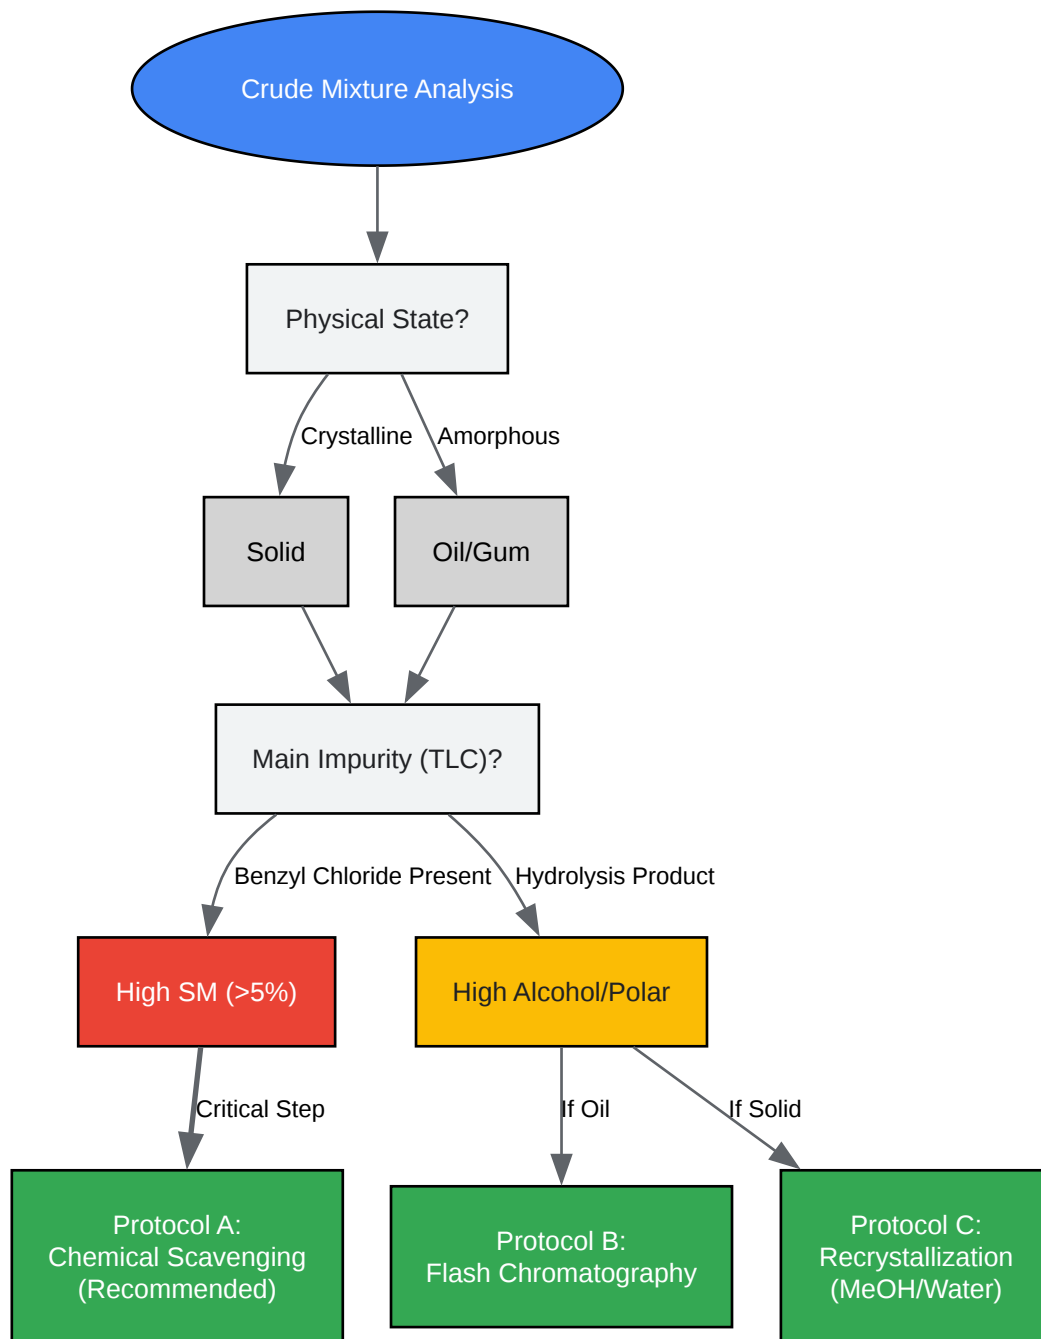 Crude Mixture Analysis
Physical State?
Crystalline
Amorphous
Solid
Oil/Gum
Main Impurity (TLC)?
Benzyl Chloride Present
Hydrolysis Product
High SM (>5%)
High Alcohol/Polar
Critical Step
If Oil
If Solid
Protocol A:
Chemical Scavenging
(Recommended)
Protocol B:
Flash Chromatography
Protocol C:
Recrystallization
(MeOH/Water)